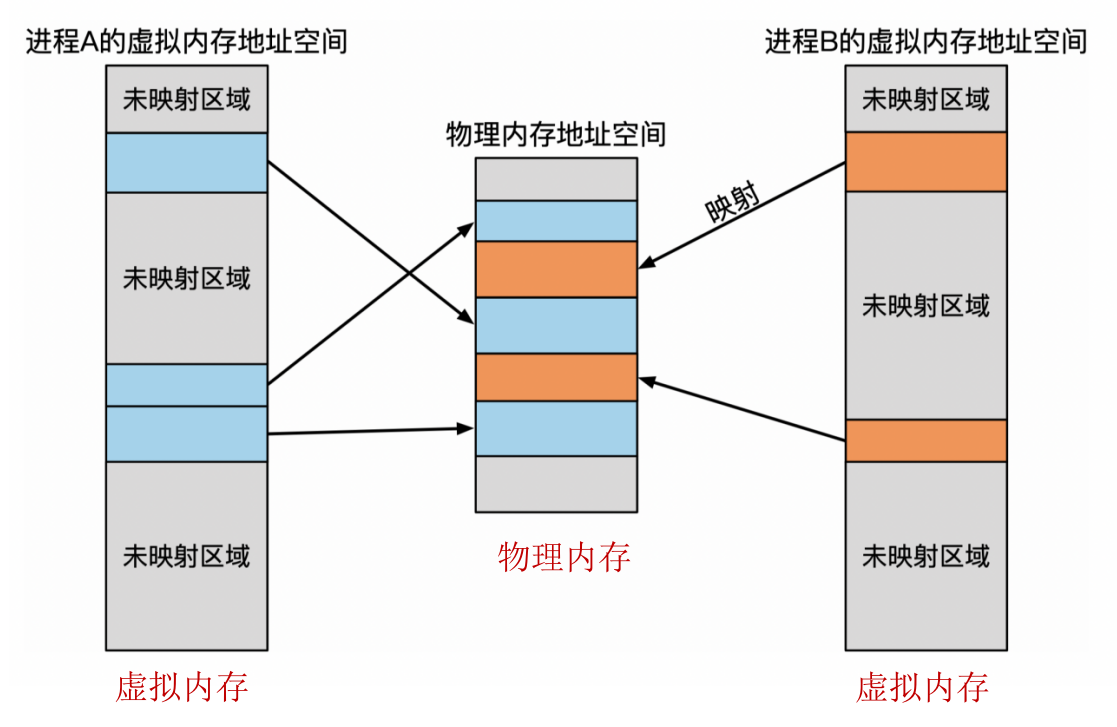 进程A的虚拟内存地址空间
未映射区域
未映射区域
未映射区域
虚拟内存
物理内存地址空间
映射
物理内存
进程B的虚拟内存地址空间
未映射区域
未映射区域
未映射区域
虚拟内存